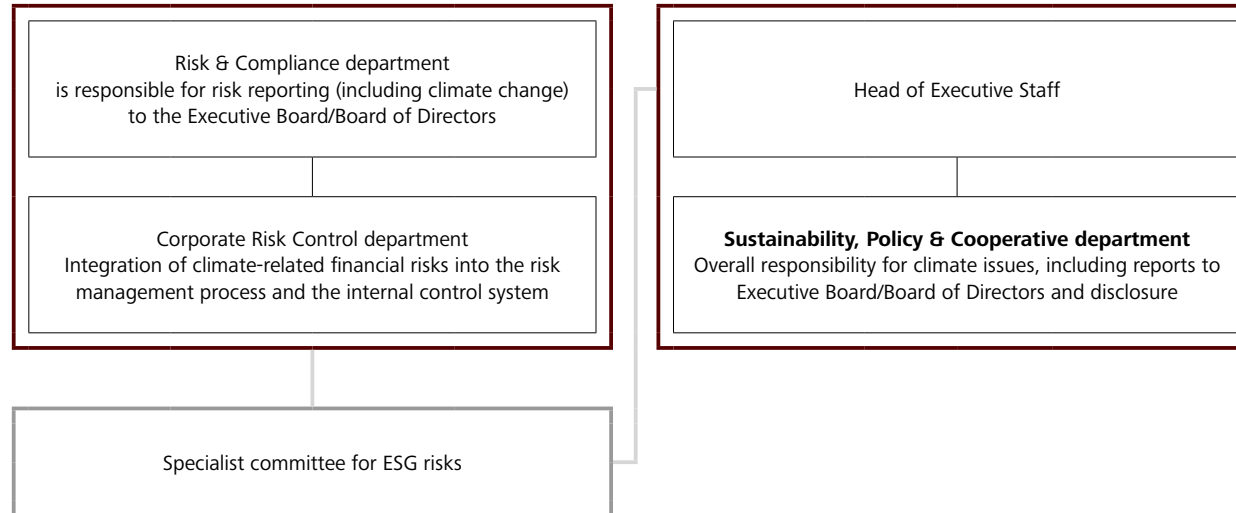 Risk & Compliance department
is responsible for risk reporting (including climate change)
to the Executive Board/Board of Directors
Corporate Risk Control department
Integration of climate-related financial risks into the risk
management process and the internal control system
Head of Executive Staff
Sustainability, Policy & Cooperative department
Overall responsibility for climate issues, including reports to
Executive Board/Board of Directors and disclosure
Specialist committee for ESG risks